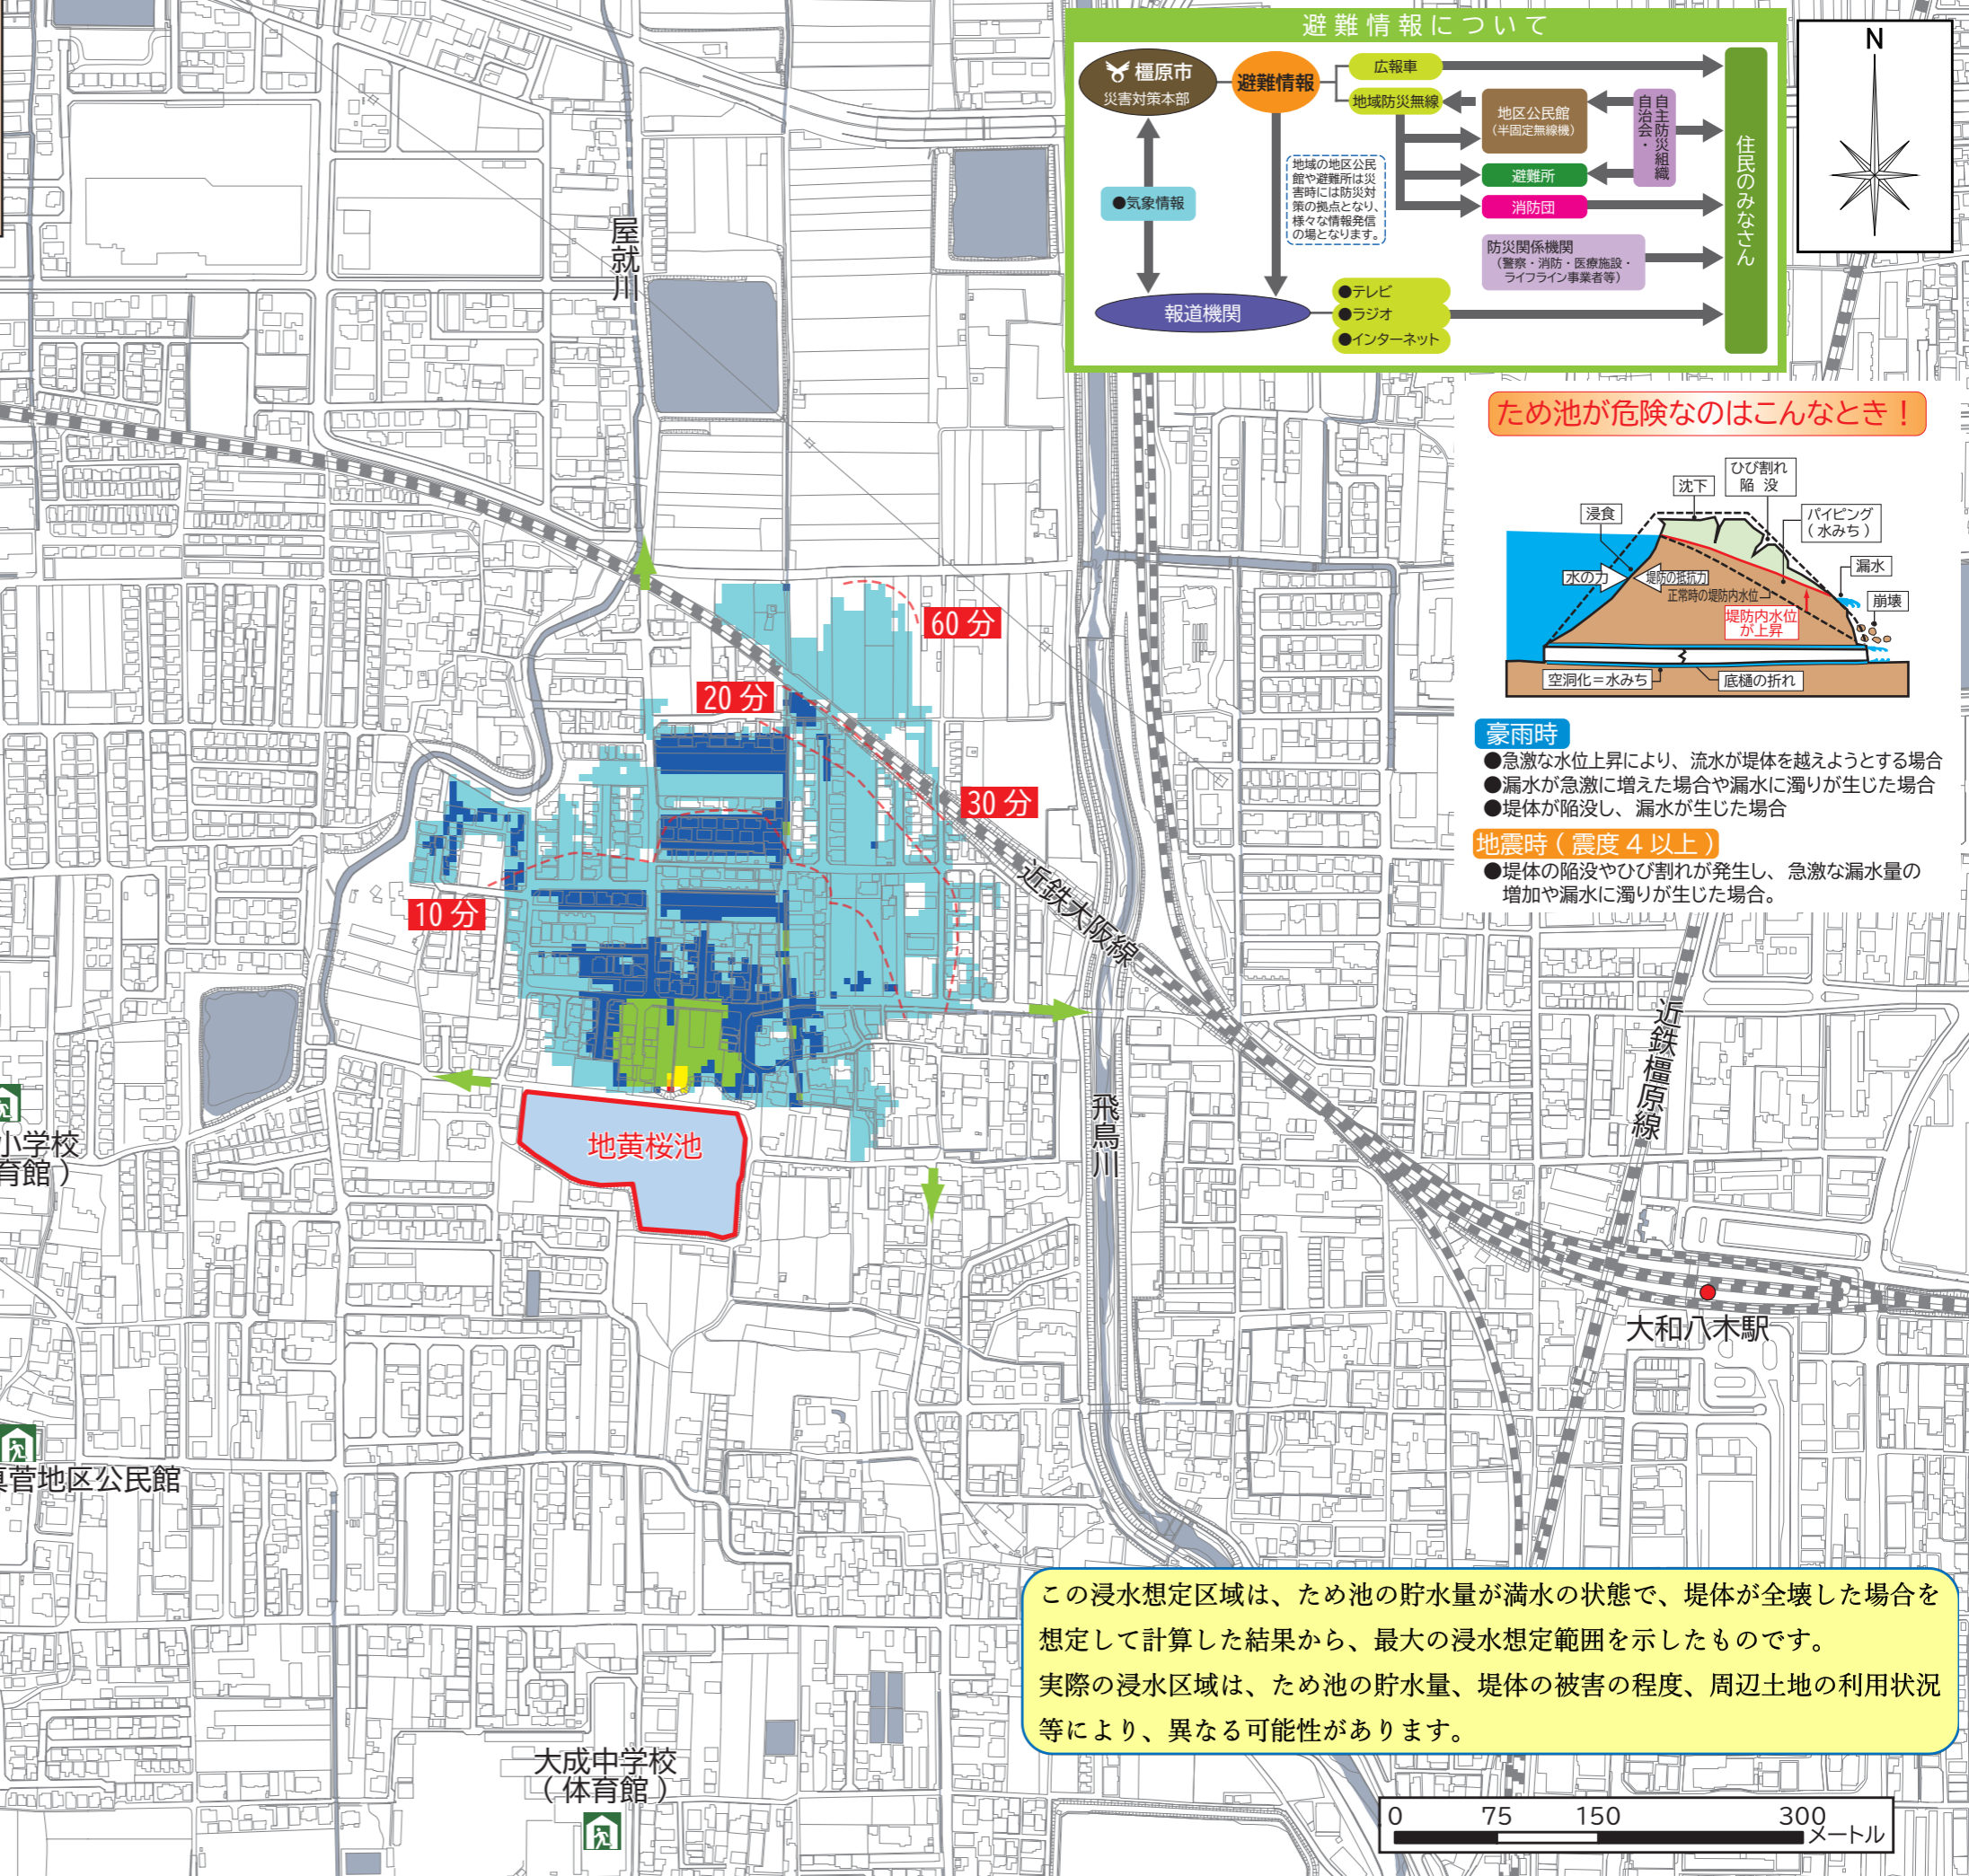 避難情報について
橿原市
災害対策本部
避難情報
広報車
地域防災無線
地区公民館
（半固定無線機）
自主防災組織
自治会・
避難所
消防団
住民のみなさん
●気象情報
地域の地区公民
館や避難所は災
害時には防災対
策の拠点となり、
様々な情報発信
の場となります。
防災関係機関
（警察・消防・医療施設・
ライフライン事業者等）
報道機関
●テレビ
●ラジオ
●インターネット
N
ため池が危険なのはこんなとき！
ひび割れ
陥 没
沈下
浸食
パイピング
（ 水みち ）
漏水
水の力
堤防の抵抗力
正常時の堤防内水位
崩壊
堤防内水位
が上昇
空洞化＝水みち
底樋の折れ
豪雨時
●急激な水位上昇により、流水が堤体を越えようとする場合
●漏水が急激に増えた場合や漏水に濁りが生じた場合
●堤体が陥没し、漏水が生じた場合
地震時 ( 震度 4 以上 )
●堤体の陥没やひび割れが発生し、急激な漏水量の
増加や漏水に濁りが生じた場合。
屋就川
60 分
20 分
30 分
10 分
近鉄大阪線
近鉄橿原線
飛鳥川
地黄桜池
小学校
育館 ）
大和八木駅
菅地区公民館
大成中学校
（ 体育館 ）
この浸水想定区域は、ため池の貯水量が満水の状態で、堤体が全壊した場合を
想定して計算した結果から、最大の浸水想定範囲を示したものです。
実際の浸水区域は、ため池の貯水量、堤体の被害の程度、周辺土地の利用状況
等により、異なる可能性があります。
0 75 150 300
メートル